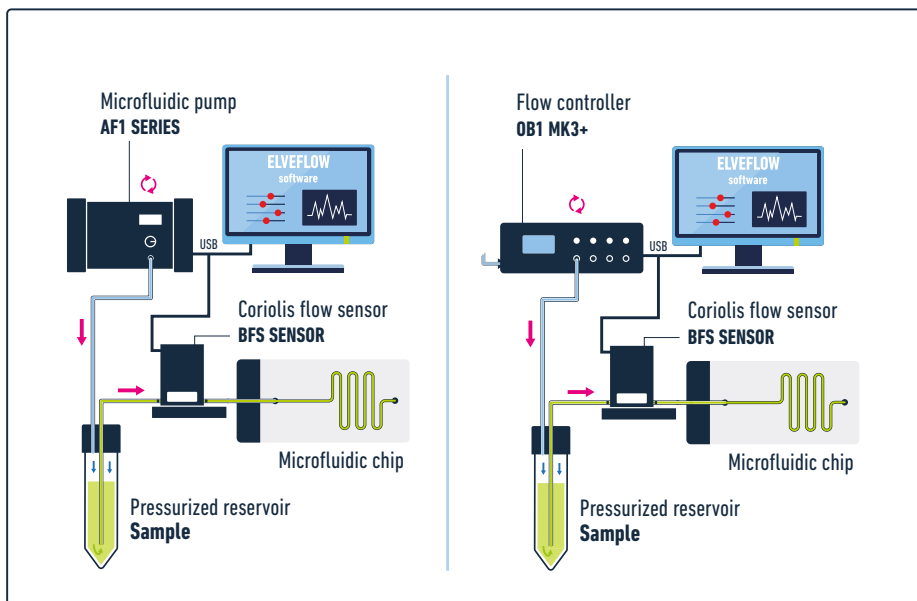 Microfluidic pump
AF1 SERIES
ELVEFLOW
software
USB
Coriolis flow sensor
BFS SENSOR
Microfluidic chip
Pressurized reservoir
Sample
Flow controller
OB1 MK3+
ELVEFLOW
software
USB
Coriolis flow sensor
BFS SENSOR
Microfluidic chip
Pressurized reservoir
Sample